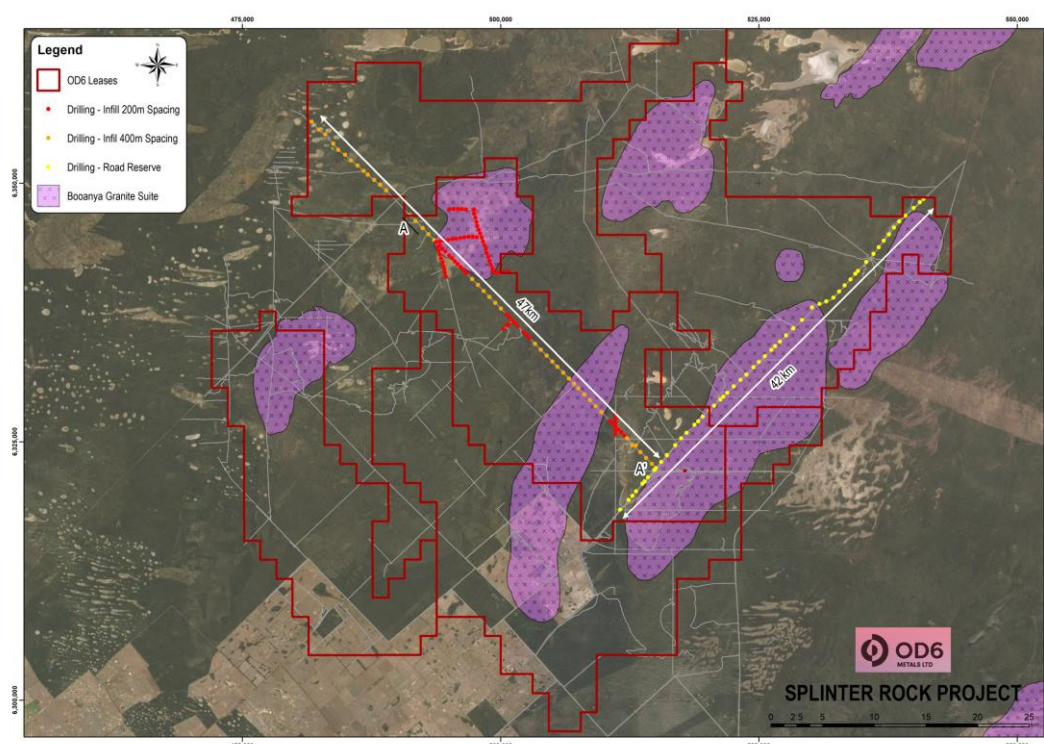 475,000
500,000
525,000
550,000
Legend
N
OD6 Leases
Drilling - Infill 200m Spacing
Drilling - Infil 400m Spacing
Drilling - Road Reserve
Booanya Granite Suite
6,350,000
6,325,000
6,300,000
A
47km
42 km
A'
OD6
METALS LTD
SPLINTER ROCK PROJECT
0 2.5 5 10 15 20 25